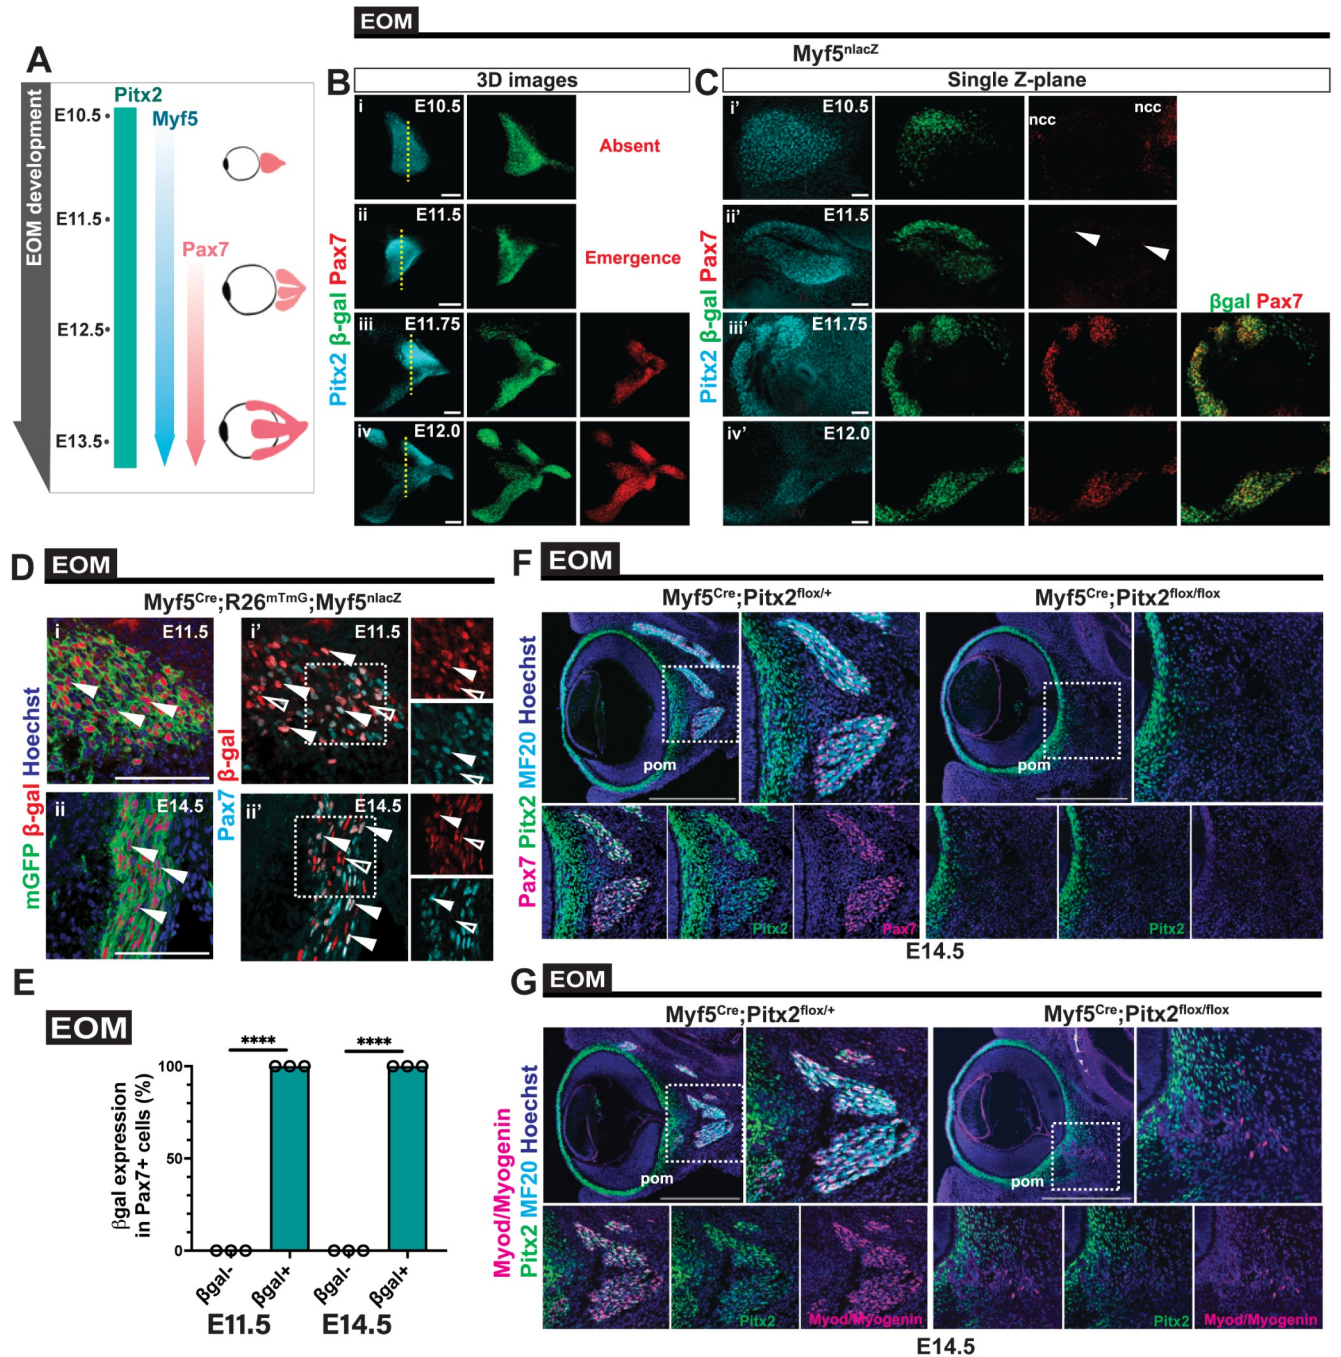 EOM
Myf5nlacZ
A
EOM development
Pitx2
Myf5
Pax7
E10.5
E11.5
E12.5
E13.5
B
3D images
Pitx2 β-gal Pax7
i
E10.5
Absent
ii
E11.5
Emergence
iii
E11.75
iv
E12.0
C
Single Z-plane
Pitx2 β-gal Pax7
i’
E10.5
ncc
ncc
ii’
E11.5
βgal Pax7
iii’
E11.75
iv’
E12.0
D
EOM
Myf5Cre;R26mTmG;Myf5nlacZ
mGFP β-gal Hoechst
i
E11.5
ii
E14.5
Pax7 β-gal
i’
E11.5
ii’
E14.5
E
EOM
βgal expression
in Pax7+ cells (%)
100
50
0
****
****
βgal-
βgal+
βgal-
βgal+
E11.5
E14.5
F
EOM
Myf5Cre;Pitx2flox/+
Myf5Cre;Pitx2flox/flox
Pax7 Pitx2 MF20 Hoechst
pom
pom
Pitx2
Pax7
Pitx2
E14.5
G
EOM
Myf5Cre;Pitx2flox/+
Myf5Cre;Pitx2flox/flox
Myod/Myogenin
Pitx2 MF20 Hoechst
pom
pom
Pitx2
Myod/Myogenin
Pitx2
Myod/Myogenin
E14.5